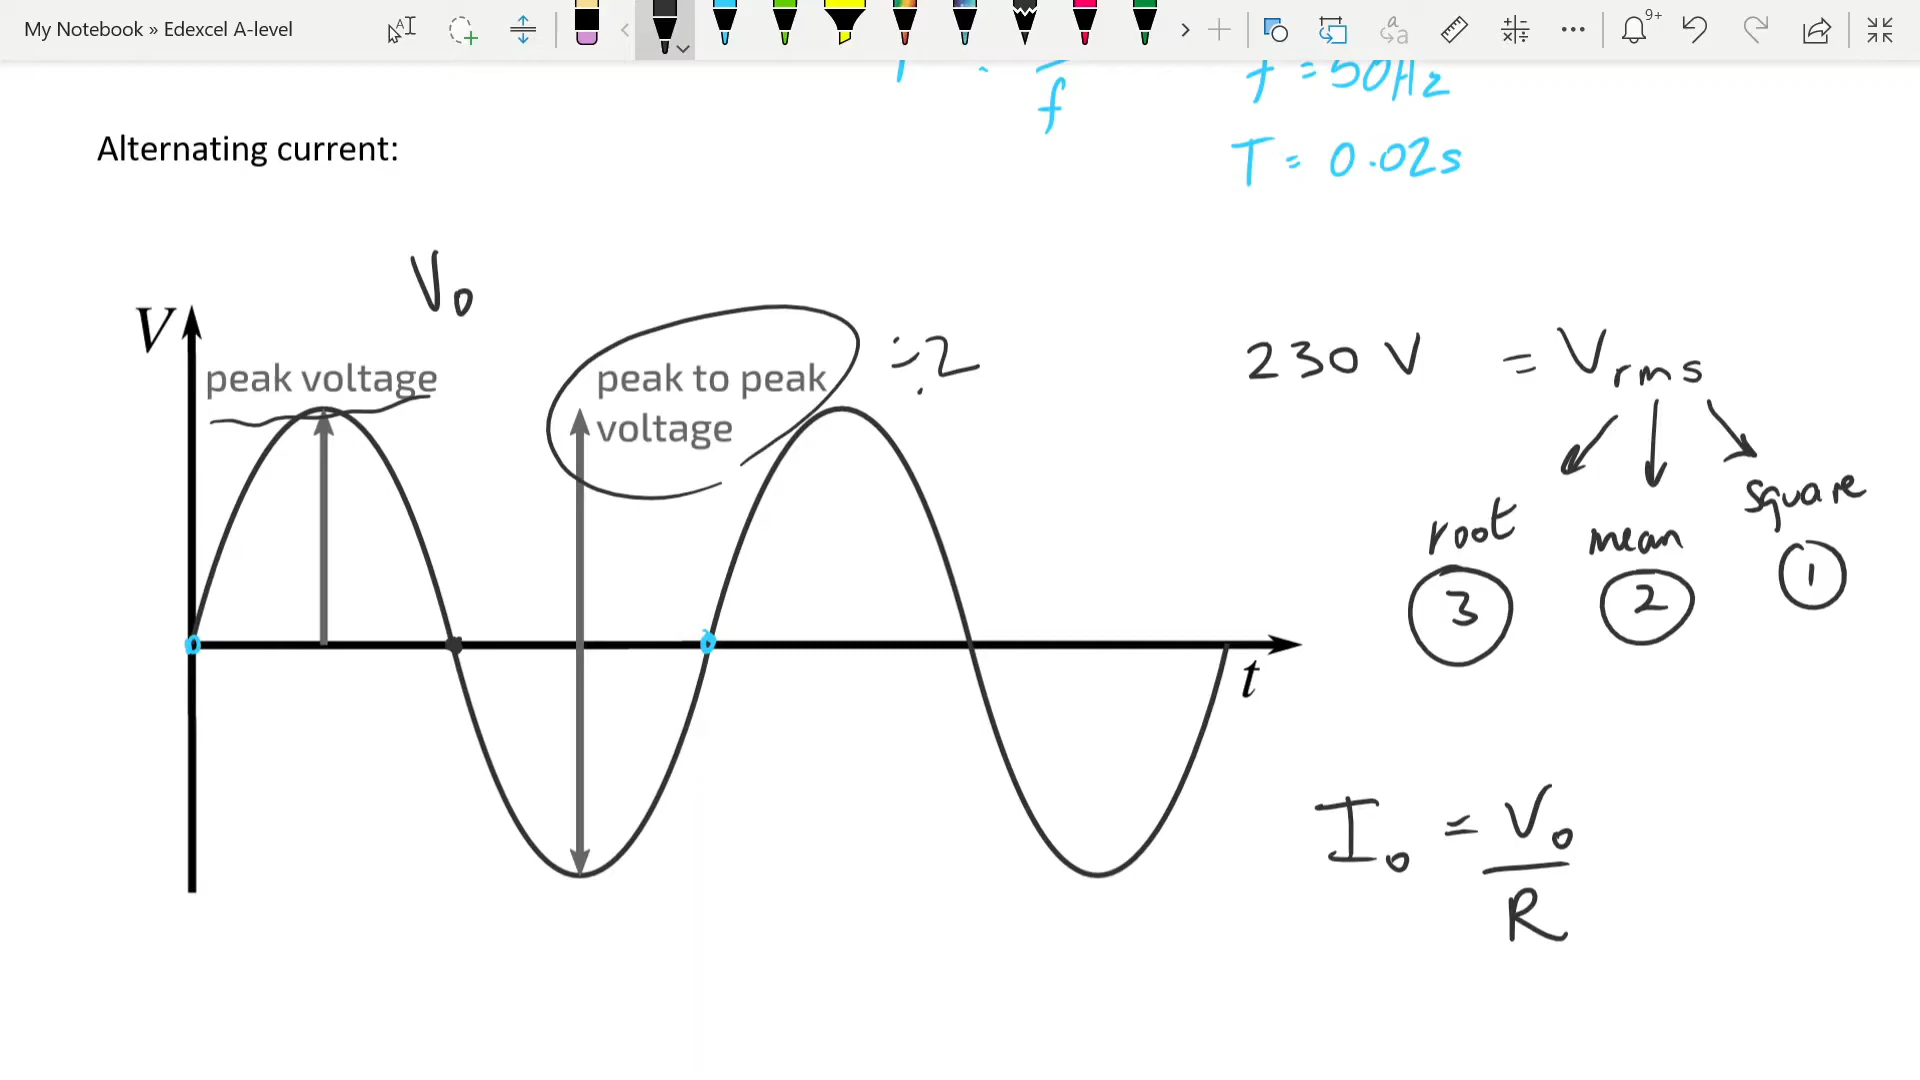 My Notebook » Edexcel A-level
9+
f
f = 50Hz
Alternating current:
T = 0.02s
V₀
V
peak voltage
peak to peak
voltage
÷2
230 V = Vrms
root
mean
square
3
2
1
t
I₀ = V₀
R